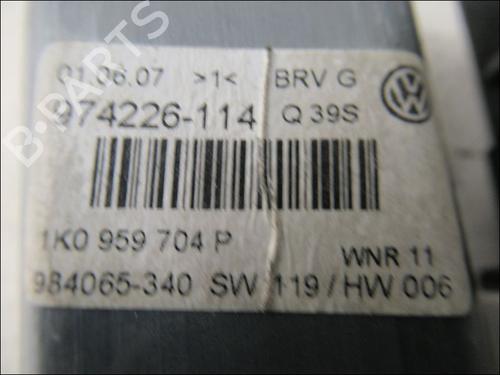 01.06.07 >1< BRV G
974226-114 Q 39S
1K0 959 704 P
WNR 11
984065-340 SW 119 / HW 006
B-PARTS